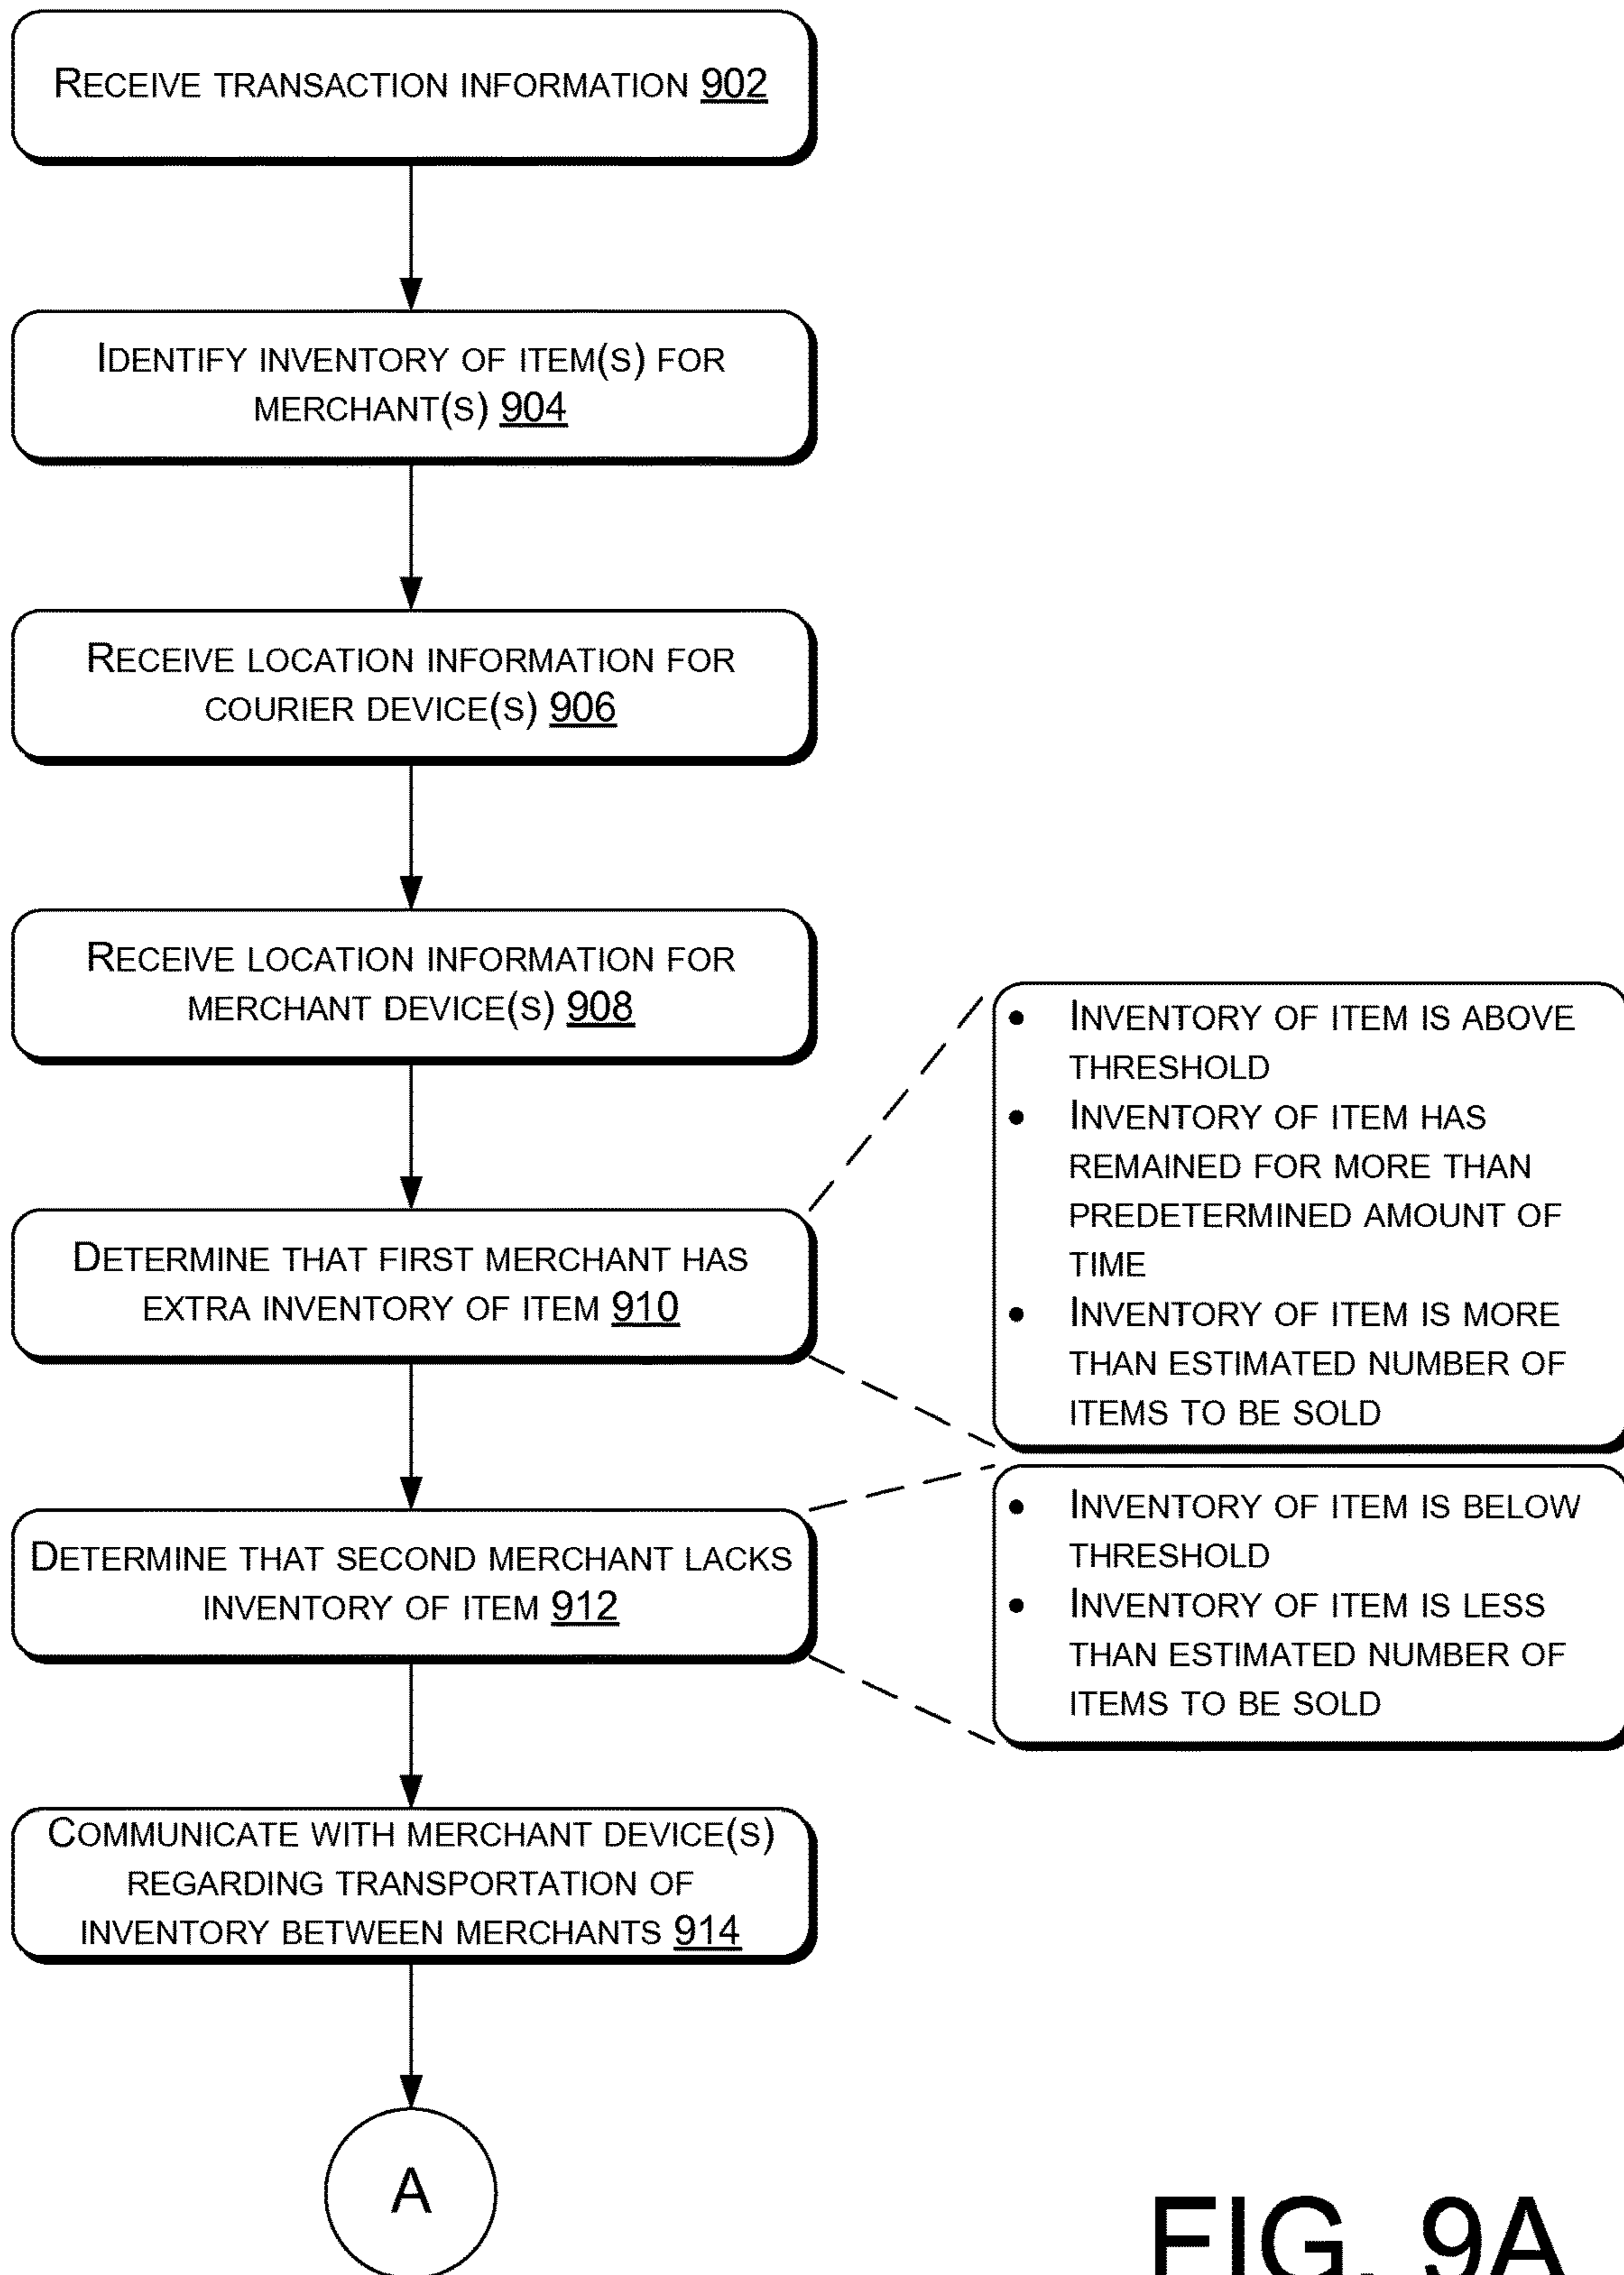 RECEIVE TRANSACTION INFORMATION 902
IDENTIFY INVENTORY OF ITEM(S) FOR
MERCHANT(S) 904
RECEIVE LOCATION INFORMATION FOR
COURIER DEVICE(S) 906
RECEIVE LOCATION INFORMATION FOR
MERCHANT DEVICE(S) 908
DETERMINE THAT FIRST MERCHANT HAS
EXTRA INVENTORY OF ITEM 910
• INVENTORY OF ITEM IS ABOVE
THRESHOLD
• INVENTORY OF ITEM HAS
REMAINED FOR MORE THAN
PREDETERMINED AMOUNT OF
TIME
• INVENTORY OF ITEM IS MORE
THAN ESTIMATED NUMBER OF
ITEMS TO BE SOLD
DETERMINE THAT SECOND MERCHANT LACKS
INVENTORY OF ITEM 912
• INVENTORY OF ITEM IS BELOW
THRESHOLD
• INVENTORY OF ITEM IS LESS
THAN ESTIMATED NUMBER OF
ITEMS TO BE SOLD
COMMUNICATE WITH MERCHANT DEVICE(S)
REGARDING TRANSPORTATION OF
INVENTORY BETWEEN MERCHANTS 914
A
FIG. 9A